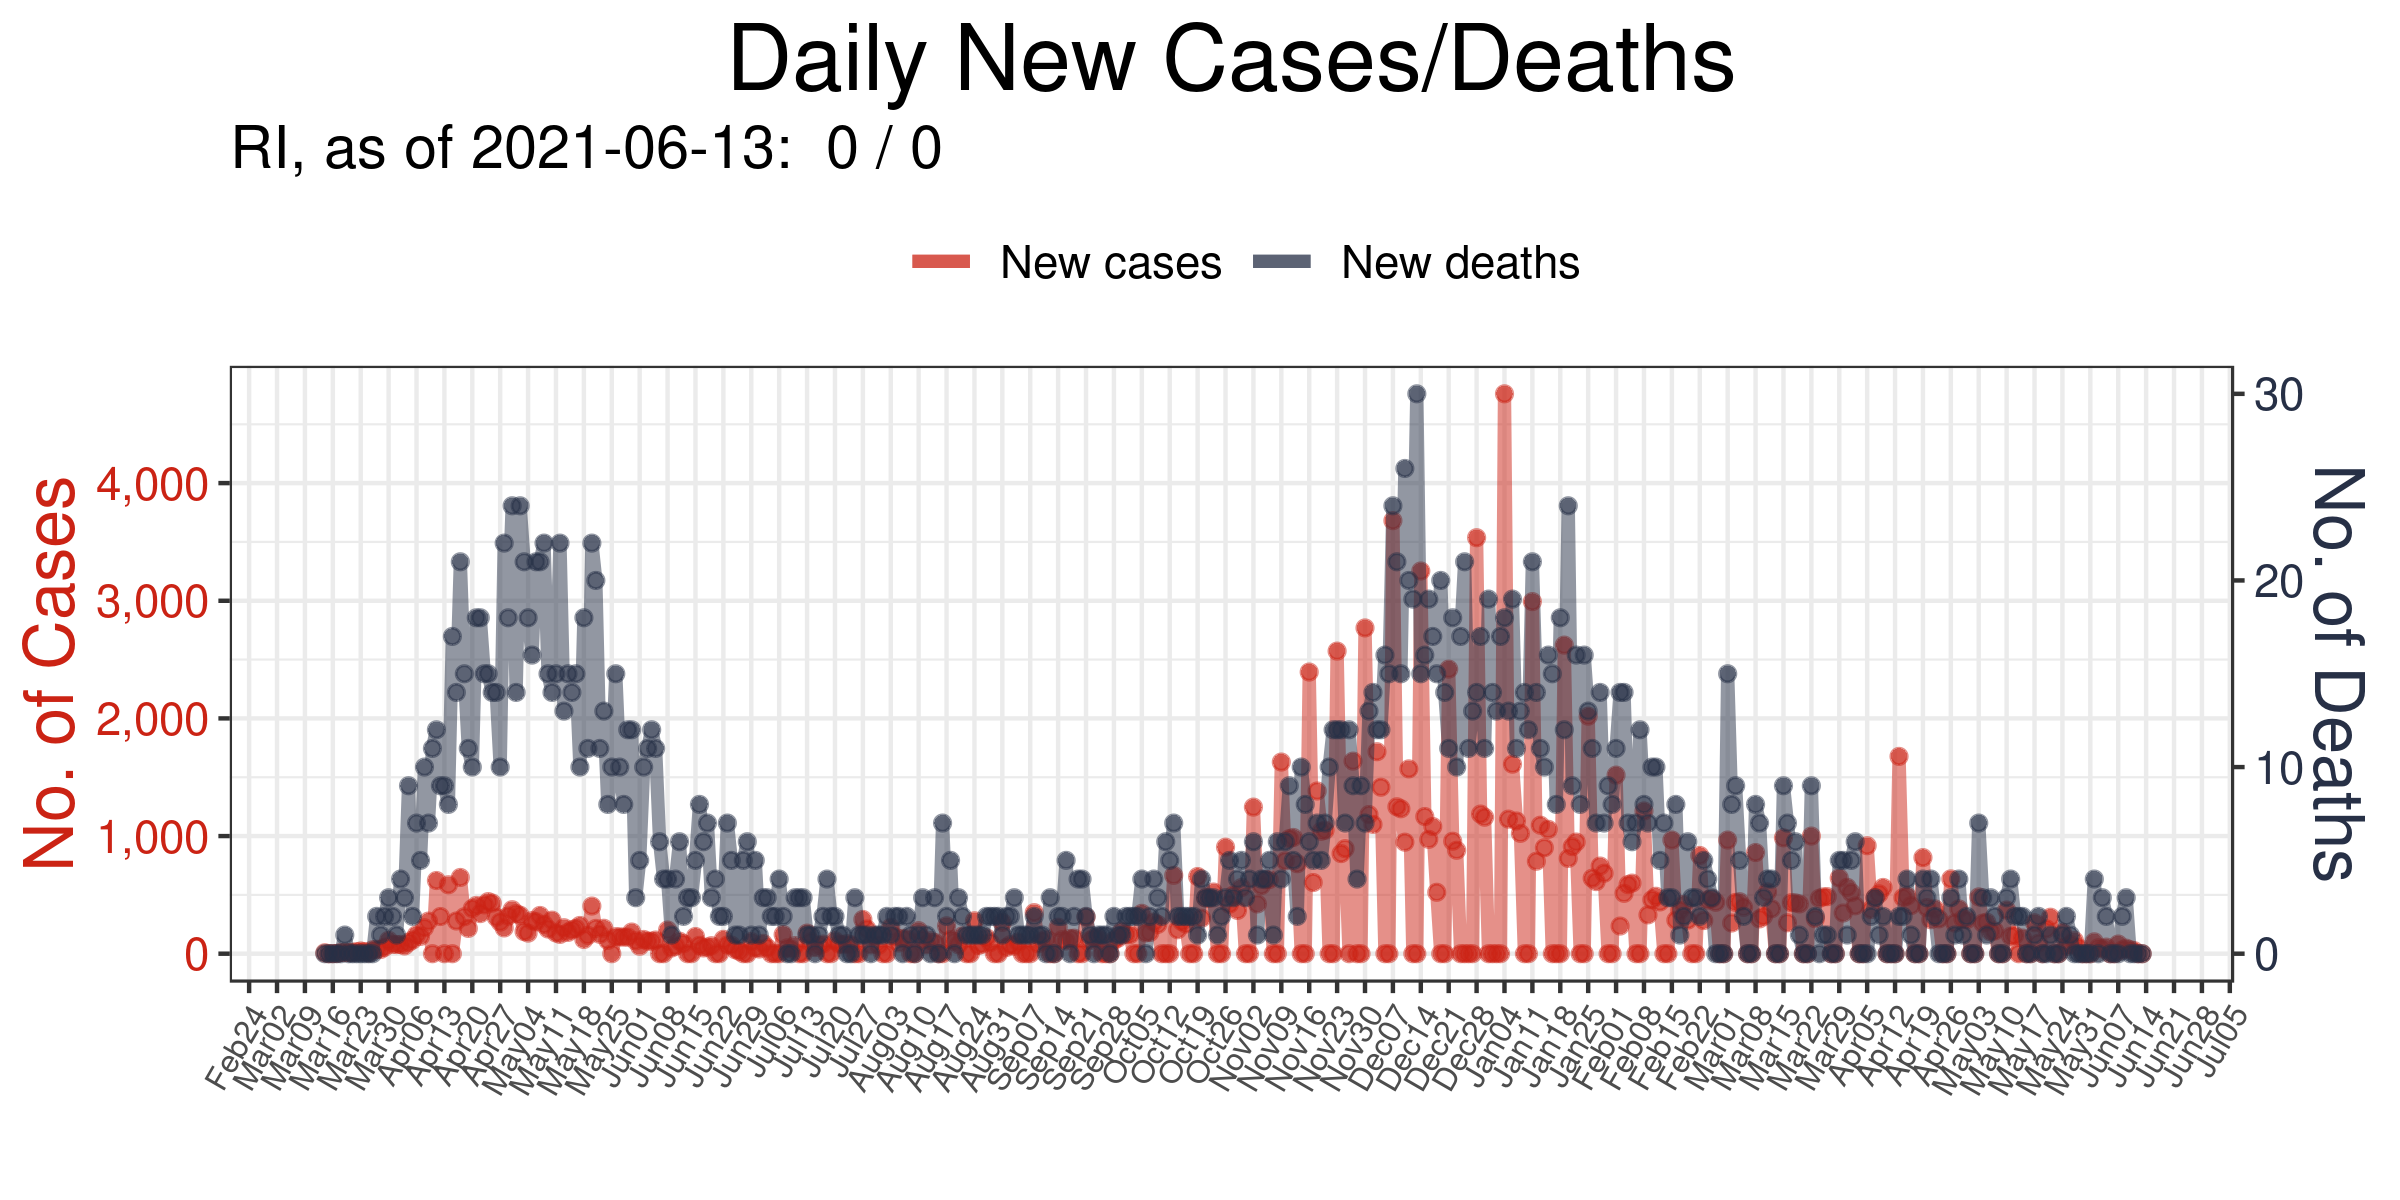 Daily New Cases/Deaths
RI, as of 2021-06-13: 0 / 0
New cases
New deaths
No. of Cases
4,000
3,000
2,000
1,000
0
30
20
10
0
No. of Deaths
Feb24
Mar02
Mar09
Mar16
Mar23
Mar30
Apr06
Apr13
Apr20
Apr27
May04
May11
May18
May25
Jun01
Jun08
Jun15
Jun22
Jun29
Jul06
Jul13
Jul20
Jul27
Aug03
Aug10
Aug17
Aug24
Aug31
Sep07
Sep14
Sep21
Sep28
Oct05
Oct12
Oct19
Oct26
Nov02
Nov09
Nov16
Nov23
Nov30
Dec07
Dec14
Dec21
Dec28
Jan04
Jan11
Jan18
Jan25
Feb01
Feb08
Feb15
Feb22
Mar01
Mar08
Mar15
Mar22
Mar29
Apr05
Apr12
Apr19
Apr26
May03
May10
May17
May24
May31
Jun07
Jun14
Jun21
Jun28
Jul05